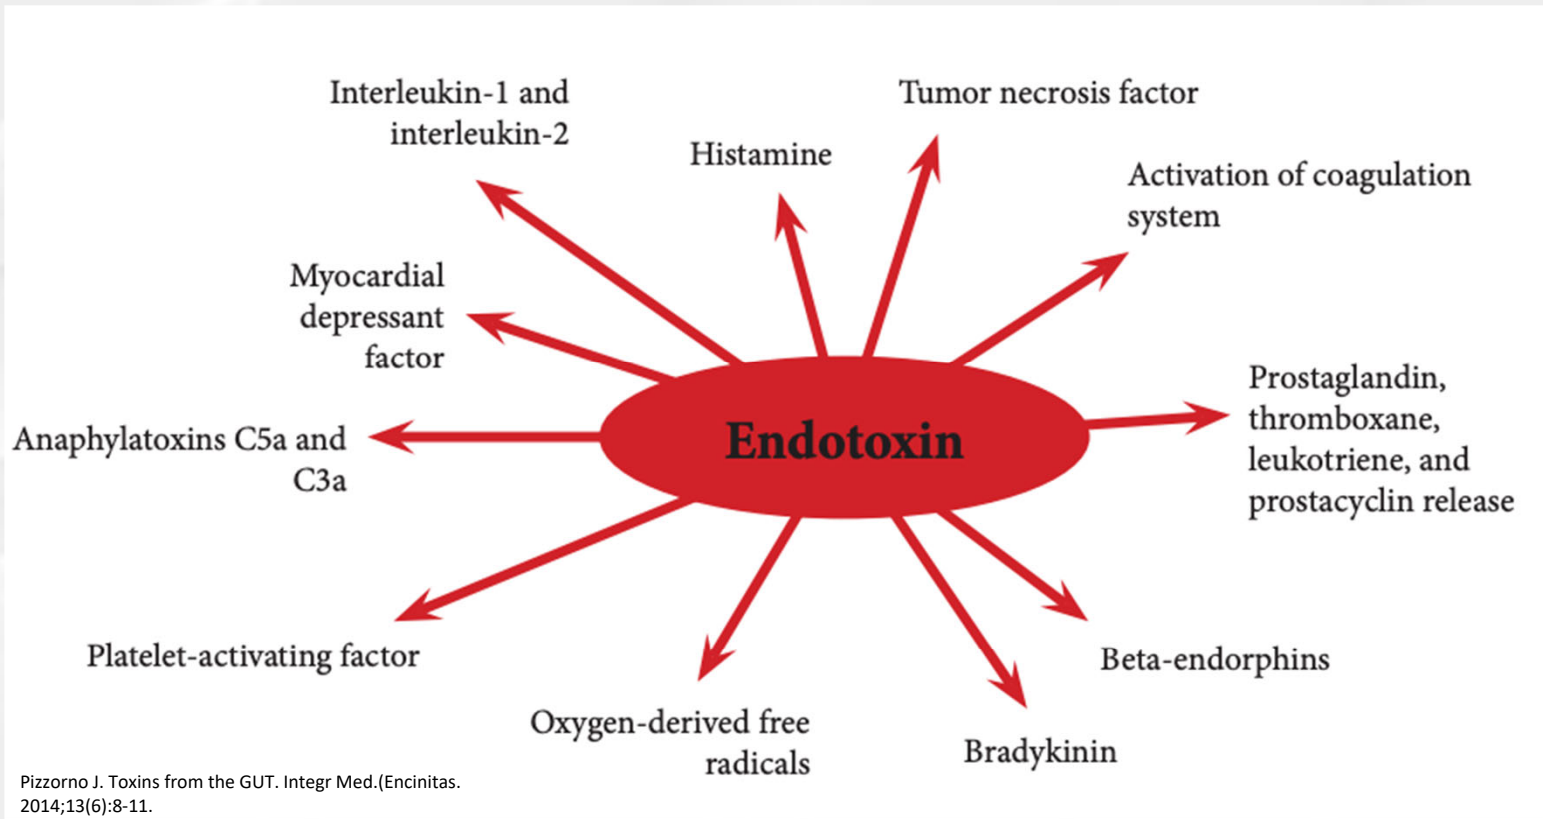 Interleukin-1 and
interleukin-2
Histamine
Tumor necrosis factor
Activation of coagulation
system
Myocardial
depressant
factor
Prostaglandin,
thromboxane,
leukotriene, and
prostacyclin release
Endotoxin
Anaphylatoxins C5a and
C3a
Platelet-activating factor
Beta-endorphins
Oxygen-derived free
radicals
Bradykinin
Pizzorno J. Toxins from the GUT. Integr Med.(Encinitas.
2014;13(6):8-11.